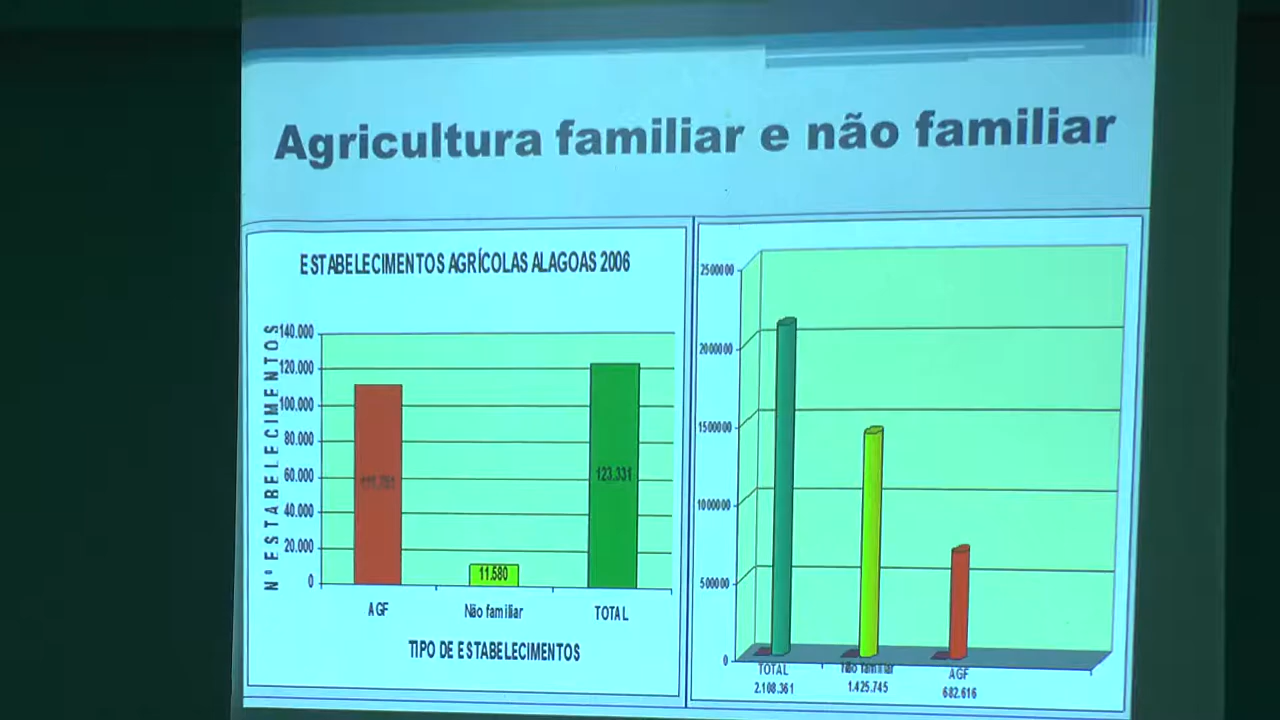 Agricultura familiar e não familiar
ESTABELECIMENTOS AGRÍCOLAS ALAGOAS 2006
Nº ESTABELECIMENTOS
140.000
120.000
100.000
80.000
60.000
40.000
20.000
0
11.580
123.331
AGF
Não familiar
TOTAL
TIPO DE ESTABELECIMENTOS
2500000
2000000
1500000
1000000
500000
0
TOTAL
Não familiar
AGF
2.108.361
1.425.745
682.616